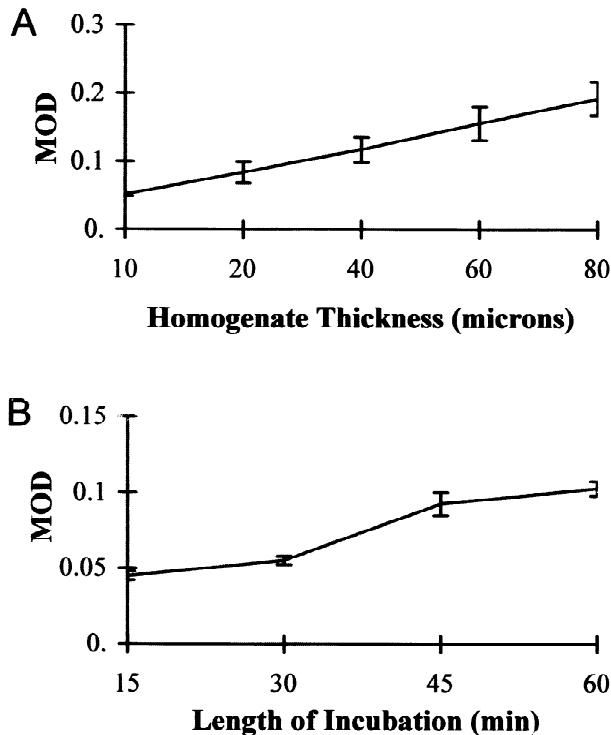 A
0.3
0.2
0.1
0.
MOD
10 20 40 60 80
Homogenate Thickness (microns)
B
0.15
0.1
0.05
0.
MOD
15 30 45 60
Length of Incubation (min)